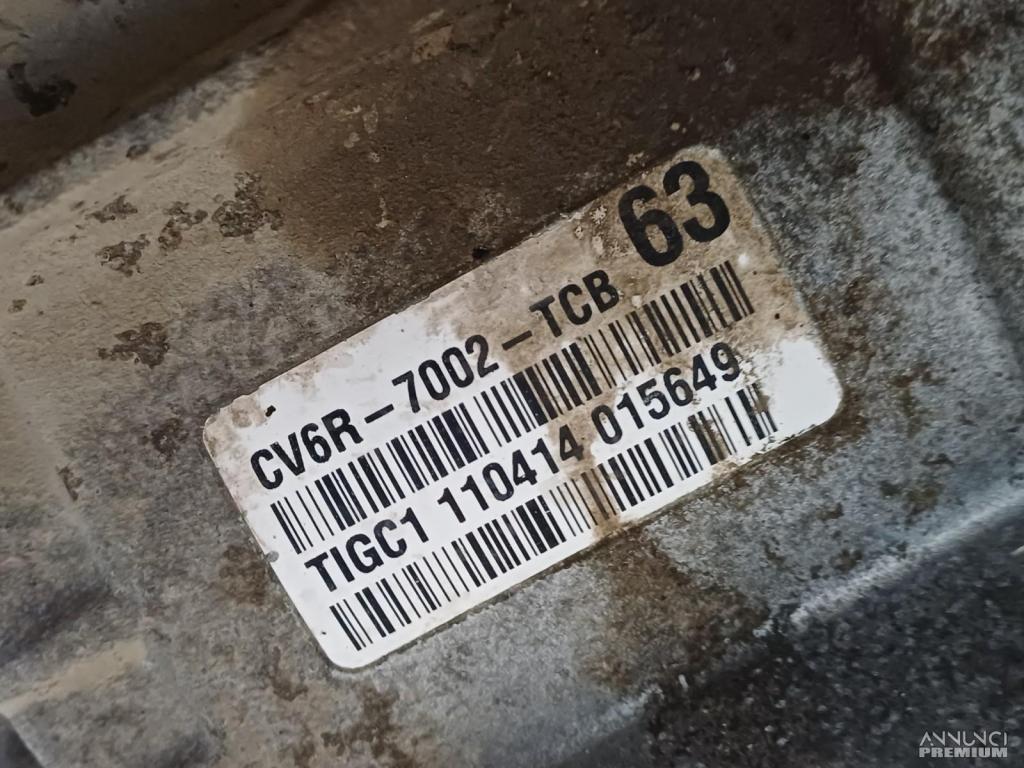 63
CV6R-7002-TCB
TIGC1 110414 015649
ANNUNCI
PREMIUM